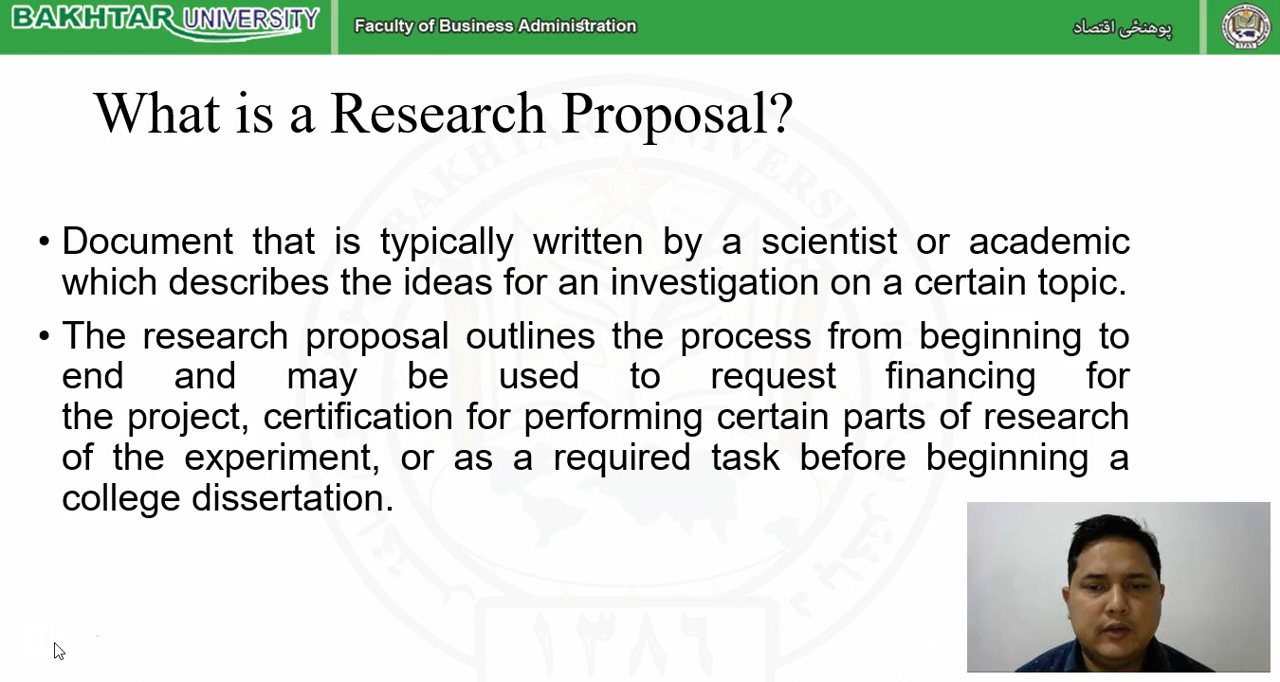 BAKHTAR UNIVERSITY
Faculty of Business Administration
پوهنځی اقتصاد
What is a Research Proposal?
• Document that is typically written by a scientist or academic
which describes the ideas for an investigation on a certain topic.
• The research proposal outlines the process from beginning to
end and may be used to request financing for
the project, certification for performing certain parts of research
of the experiment, or as a required task before beginning a
college dissertation.
BAKHTAR UNIVERSITY
١٣٨٦